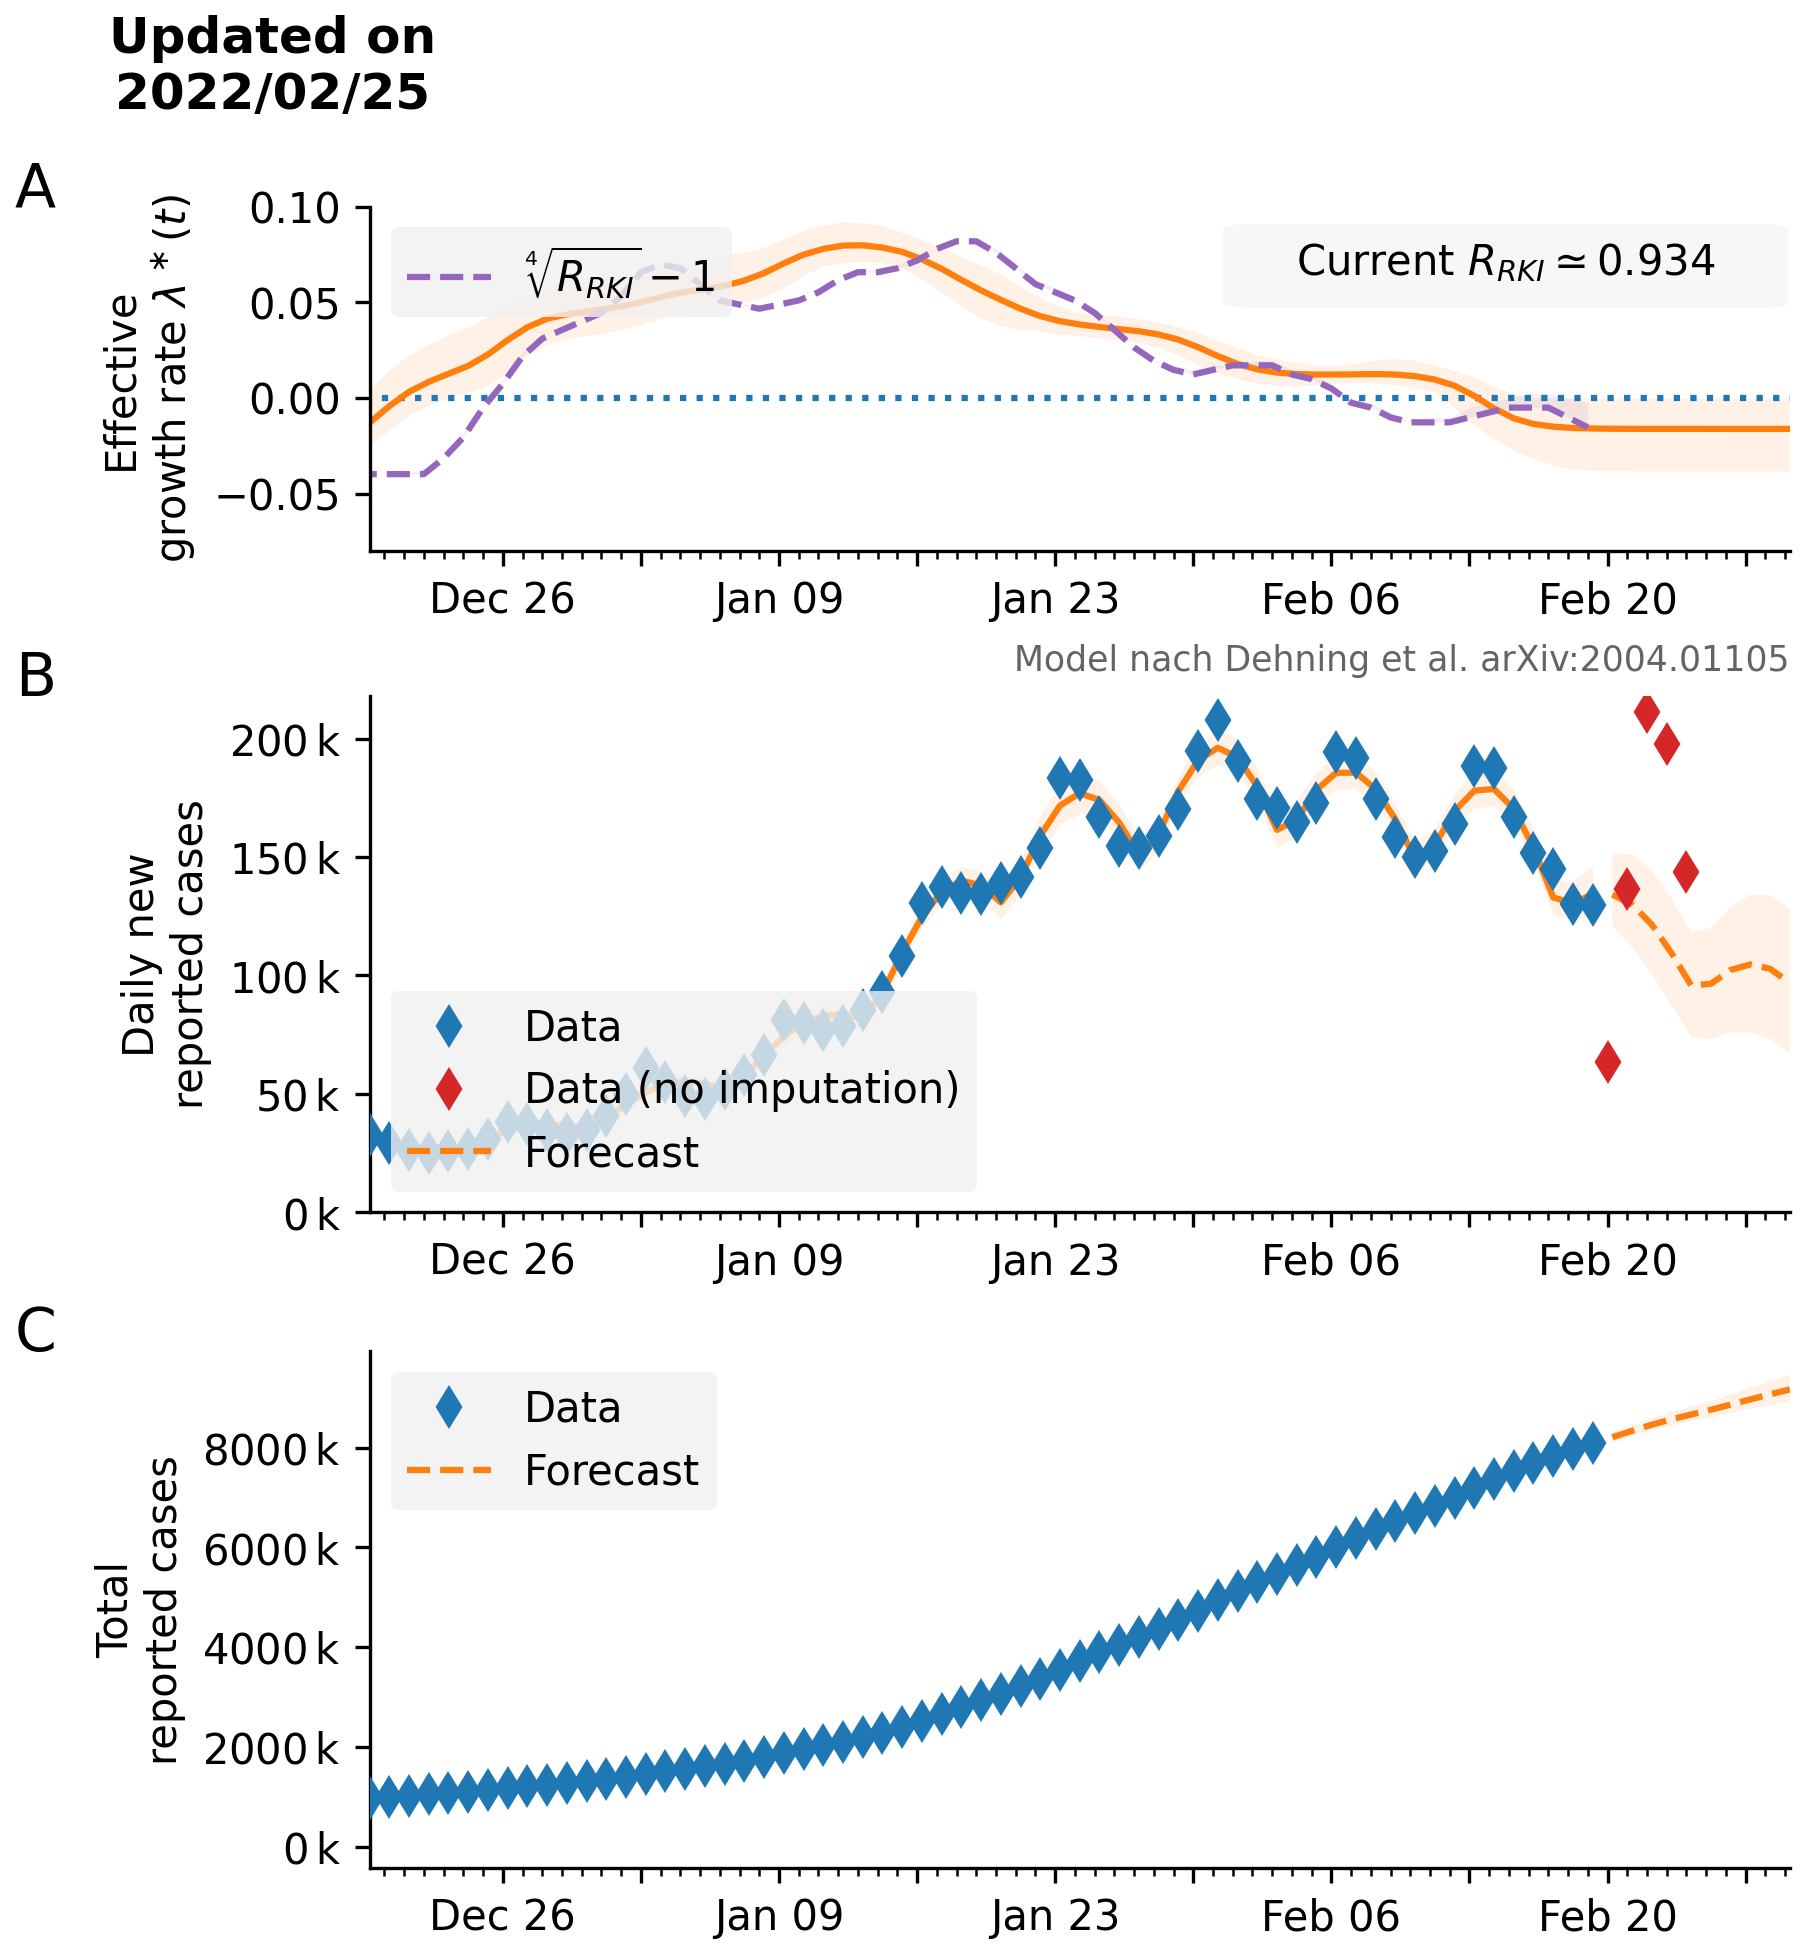 Updated on
2022/02/25
A
Effective
growth rate λ * (t)
0.10
0.05
0.00
−0.05
∜R_RKI − 1
Current R_RKI ≃ 0.934
Dec 26
Jan 09
Jan 23
Feb 06
Feb 20
B
Model nach Dehning et al. arXiv:2004.01105
Daily new
reported cases
200 k
150 k
100 k
50 k
0 k
Data
Data (no imputation)
Forecast
Dec 26
Jan 09
Jan 23
Feb 06
Feb 20
C
Total
reported cases
8000 k
6000 k
4000 k
2000 k
0 k
Data
Forecast
Dec 26
Jan 09
Jan 23
Feb 06
Feb 20